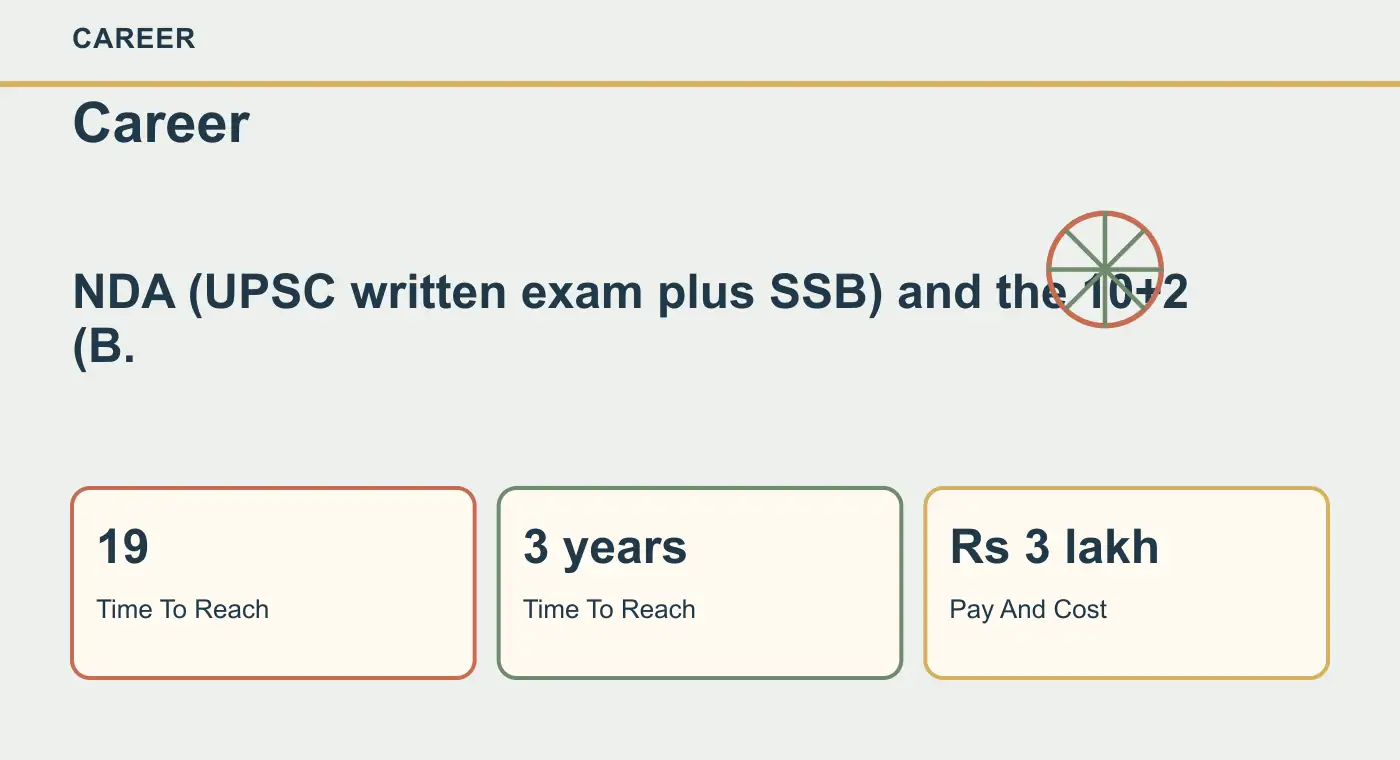 CAREER
Career
NDA (UPSC written exam plus SSB) and the 10+2
(B.
19
Time To Reach
3 years
Time To Reach
Rs 3 lakh
Pay And Cost